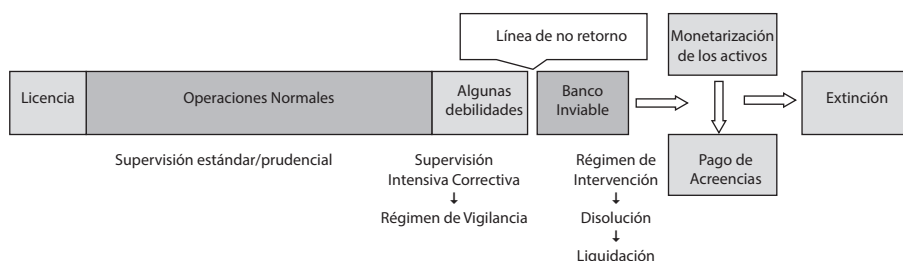 Línea de no retorno
Monetarización
de los activos
Licencia
Operaciones Normales
Algunas
debilidades
Banco
Inviable
Extinción
Supervisión estándar/prudencial
Supervisión
Intensiva Correctiva
Régimen de Vigilancia
Régimen de
Intervención
Disolución
Liquidación
Pago de
Acreencias